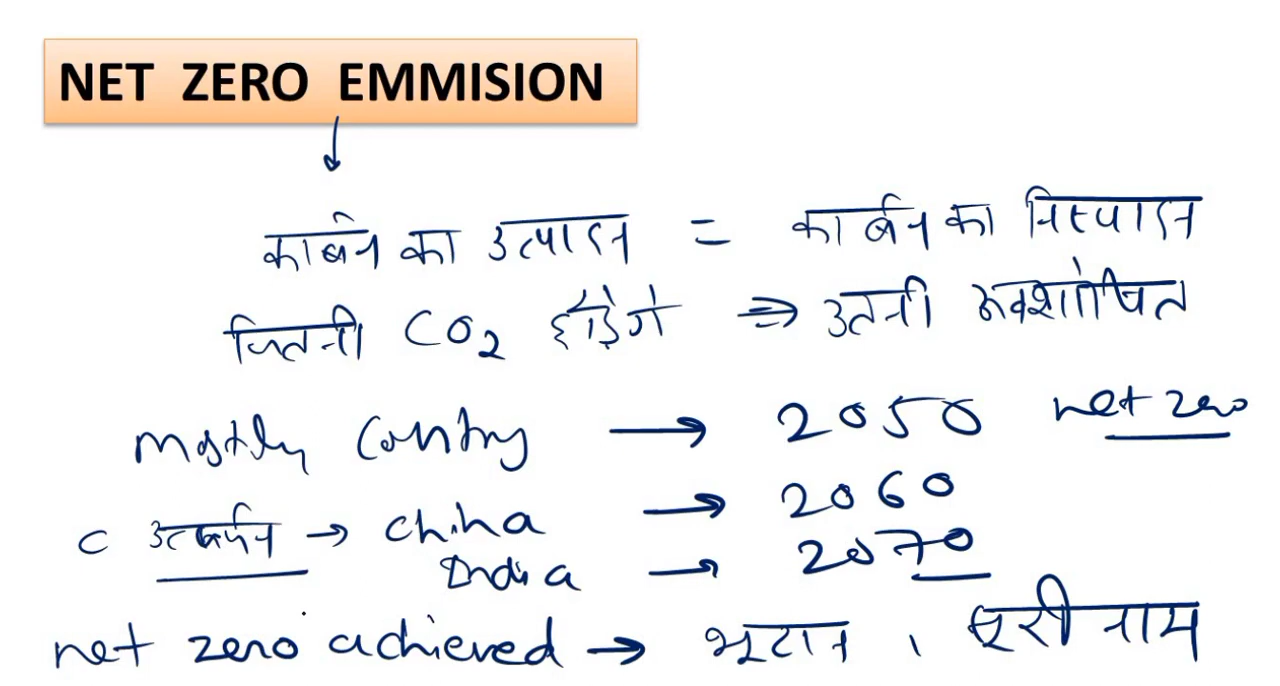 NET ZERO EMMISION
कार्बन का उत्पादन = कार्बन का निष्पादन
जितनी CO2 छोड़ेगे ⇒ उतनी अवशोषित
mostly Country → 2050 net zero
C उत्सर्जन → China → 2060
India → 2070
net zero achieved → भूटान , सूरीनाम